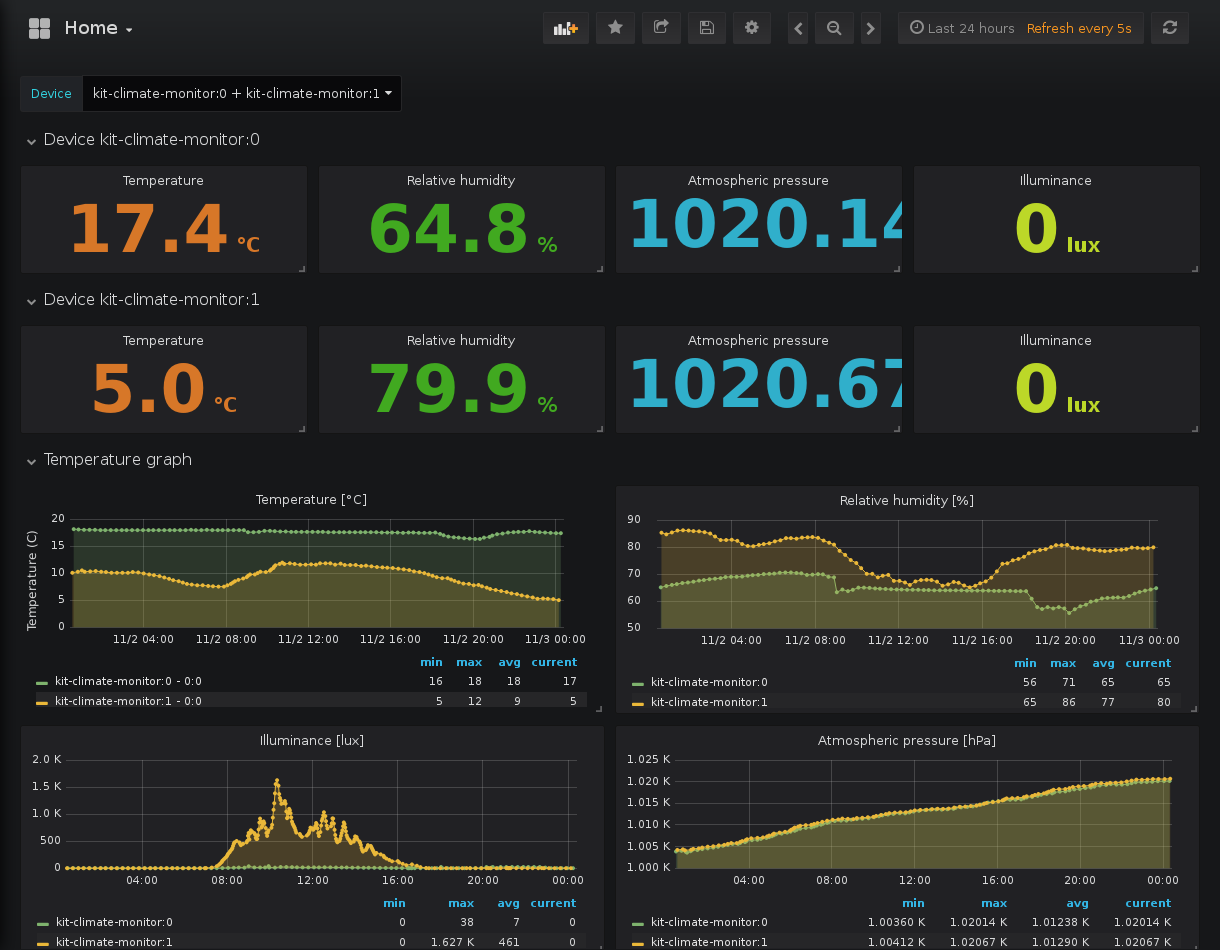 Home
Last 24 hours Refresh every 5s
Device kit-climate-monitor:0 + kit-climate-monitor:1
Device kit-climate-monitor:0
Temperature Relative humidity Atmospheric pressure Illuminance
17.4 °C 64.8 % 1020.14 0 lux
Device kit-climate-monitor:1
Temperature Relative humidity Atmospheric pressure Illuminance
5.0 °C 79.9 % 1020.67 0 lux
Temperature graph
Temperature [°C]
Temperature (C)
20
15
10
5
0
11/2 04:00 11/2 08:00 11/2 12:00 11/2 16:00 11/2 20:00 11/3 00:00
min max avg current
kit-climate-monitor:0 - 0:0 16 18 18 17
kit-climate-monitor:1 - 0:0 5 12 9 5
Relative humidity [%]
90
80
70
60
50
11/2 04:00 11/2 08:00 11/2 12:00 11/2 16:00 11/2 20:00 11/3 00:00
min max avg current
kit-climate-monitor:0 56 71 65 65
kit-climate-monitor:1 65 86 77 80
Illuminance [lux]
2.0 K
1.5 K
1.0 K
500
0
04:00 08:00 12:00 16:00 20:00 00:00
min max avg current
kit-climate-monitor:0 0 38 7 0
kit-climate-monitor:1 0 1.627 K 461 0
Atmospheric pressure [hPa]
1.025 K
1.020 K
1.015 K
1.010 K
1.005 K
1.000 K
04:00 08:00 12:00 16:00 20:00 00:00
min max avg current
kit-climate-monitor:0 1.00360 K 1.02014 K 1.01238 K 1.02014 K
kit-climate-monitor:1 1.00412 K 1.02067 K 1.01290 K 1.02067 K